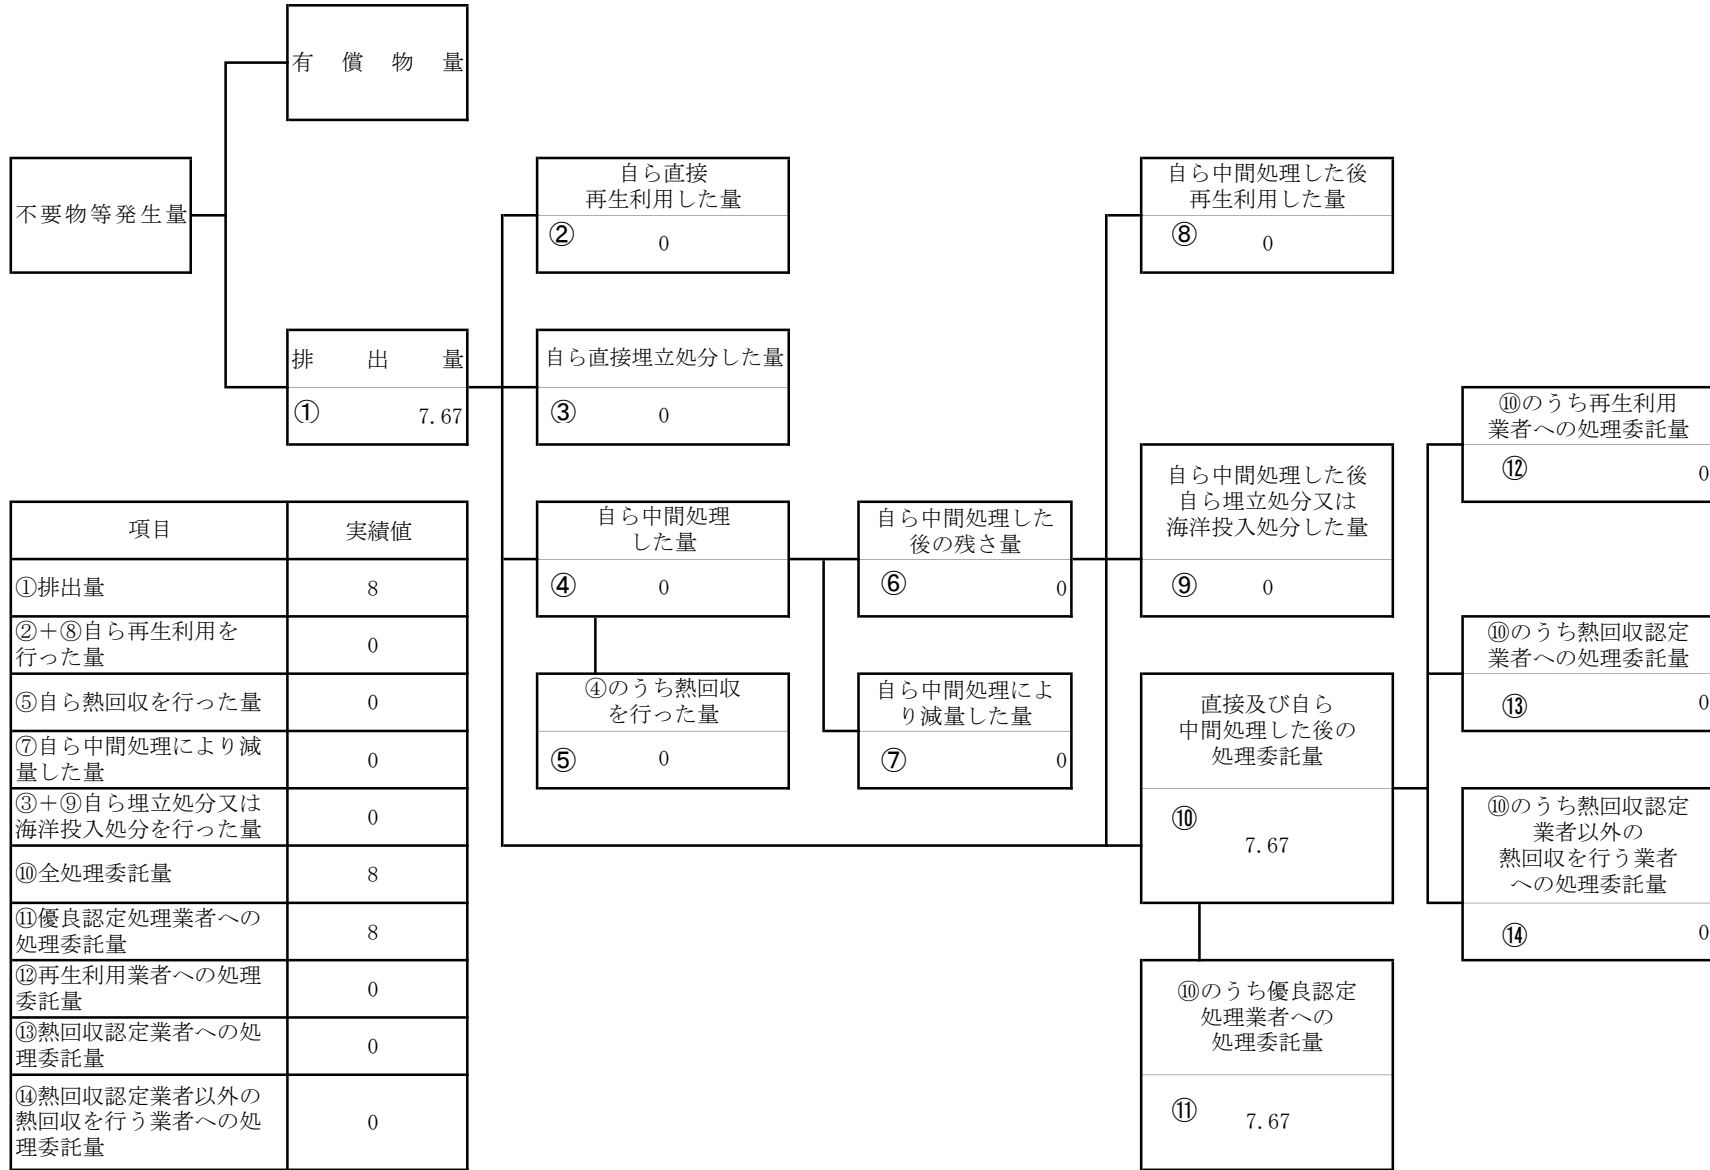 有償物量
不要物等発生量
排出量
① 7.67
自ら直接
再生利用した量
② 0
自ら直接埋立処分した量
③ 0
自ら中間処理
した量
④ 0
④のうち熱回収
を行った量
⑤ 0
自ら中間処理した
後の残さ量
⑥ 0
自ら中間処理によ
り減量した量
⑦ 0
自ら中間処理した後
再生利用した量
⑧ 0
自ら中間処理した後
自ら埋立処分又は
海洋投入処分した量
⑨ 0
直接及び自ら
中間処理した後の
処理委託量
⑩
7.67
⑩のうち優良認定
処理業者への
処理委託量
⑪ 7.67
⑩のうち再生利用
業者への処理委託量
⑫ 0
⑩のうち熱回収認定
業者への処理委託量
⑬ 0
⑩のうち熱回収認定
業者以外の
熱回収を行う業者
への処理委託量
⑭ 0
項目 実績値
①排出量 8
②＋⑧自ら再生利用を
行った量 0
⑤自ら熱回収を行った量 0
⑦自ら中間処理により減
量した量 0
③＋⑨自ら埋立処分又は
海洋投入処分を行った量 0
⑩全処理委託量 8
⑪優良認定処理業者への
処理委託量 8
⑫再生利用業者への処理
委託量 0
⑬熱回収認定業者への処
理委託量 0
⑭熱回収認定業者以外の
熱回収を行う業者への処
理委託量 0